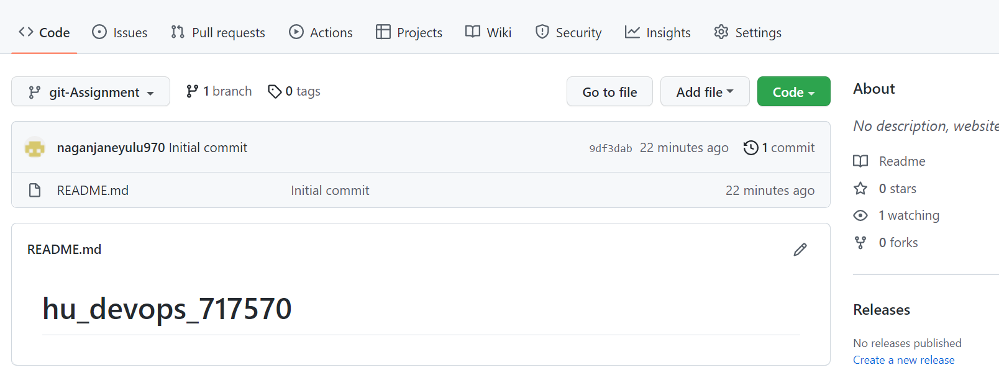 Code Issues Pull requests Actions Projects Wiki Security Insights Settings
git-Assignment 1 branch 0 tags Go to file Add file Code
naganjaneyulu970 Initial commit 9df3dab 22 minutes ago 1 commit
README.md Initial commit 22 minutes ago
README.md
hu_devops_717570
About
No description, website
Readme
0 stars
1 watching
0 forks
Releases
No releases published
Create a new release